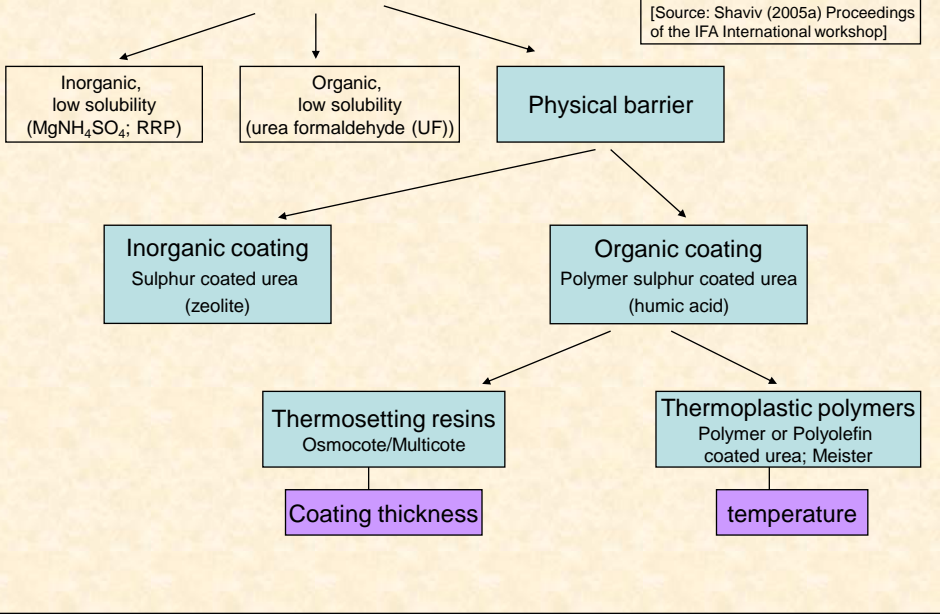 [Source: Shaviv (2005a) Proceedings
of the IFA International workshop]
Inorganic,
low solubility
(MgNH₄SO₄; RRP)
Organic,
low solubility
(urea formaldehyde (UF))
Physical barrier
Inorganic coating
Sulphur coated urea
(zeolite)
Organic coating
Polymer sulphur coated urea
(humic acid)
Thermosetting resins
Osmocote/Multicote
Thermoplastic polymers
Polymer or Polyolefin
coated urea; Meister
Coating thickness
temperature